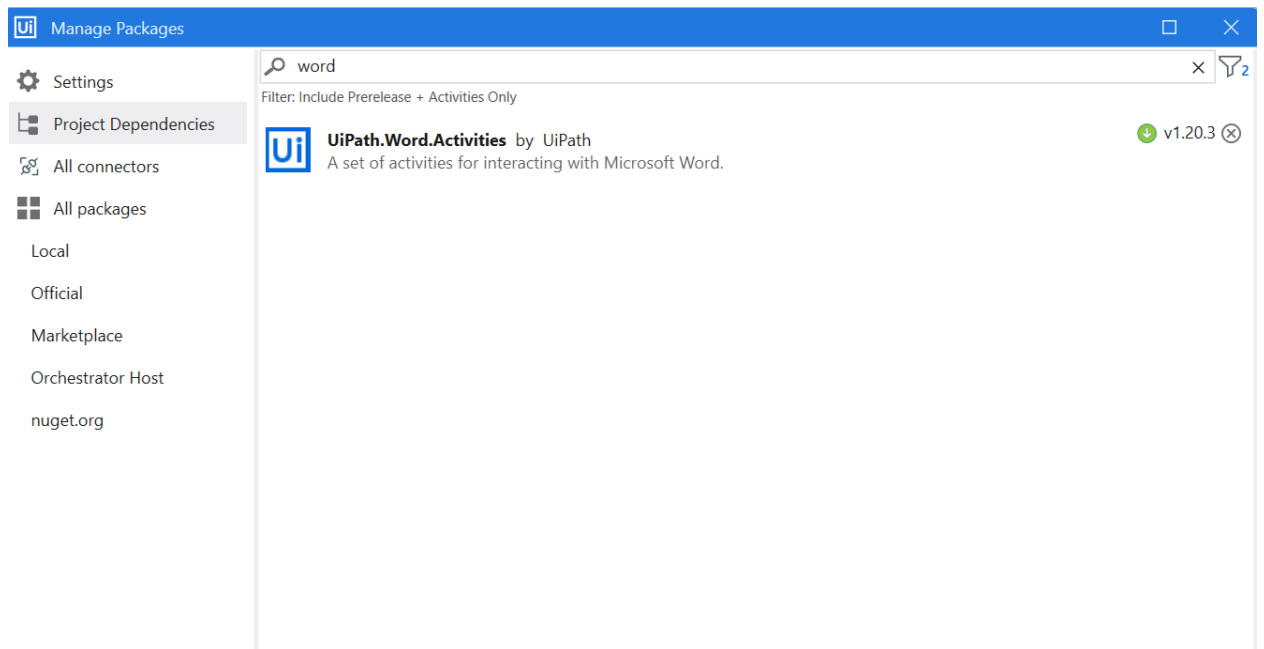 Ui Manage Packages
Settings
Project Dependencies
All connectors
All packages
Local
Official
Marketplace
Orchestrator Host
nuget.org
word
2
Filter: Include Prerelease + Activities Only
Ui
UiPath.Word.Activities by UiPath
v1.20.3
A set of activities for interacting with Microsoft Word.